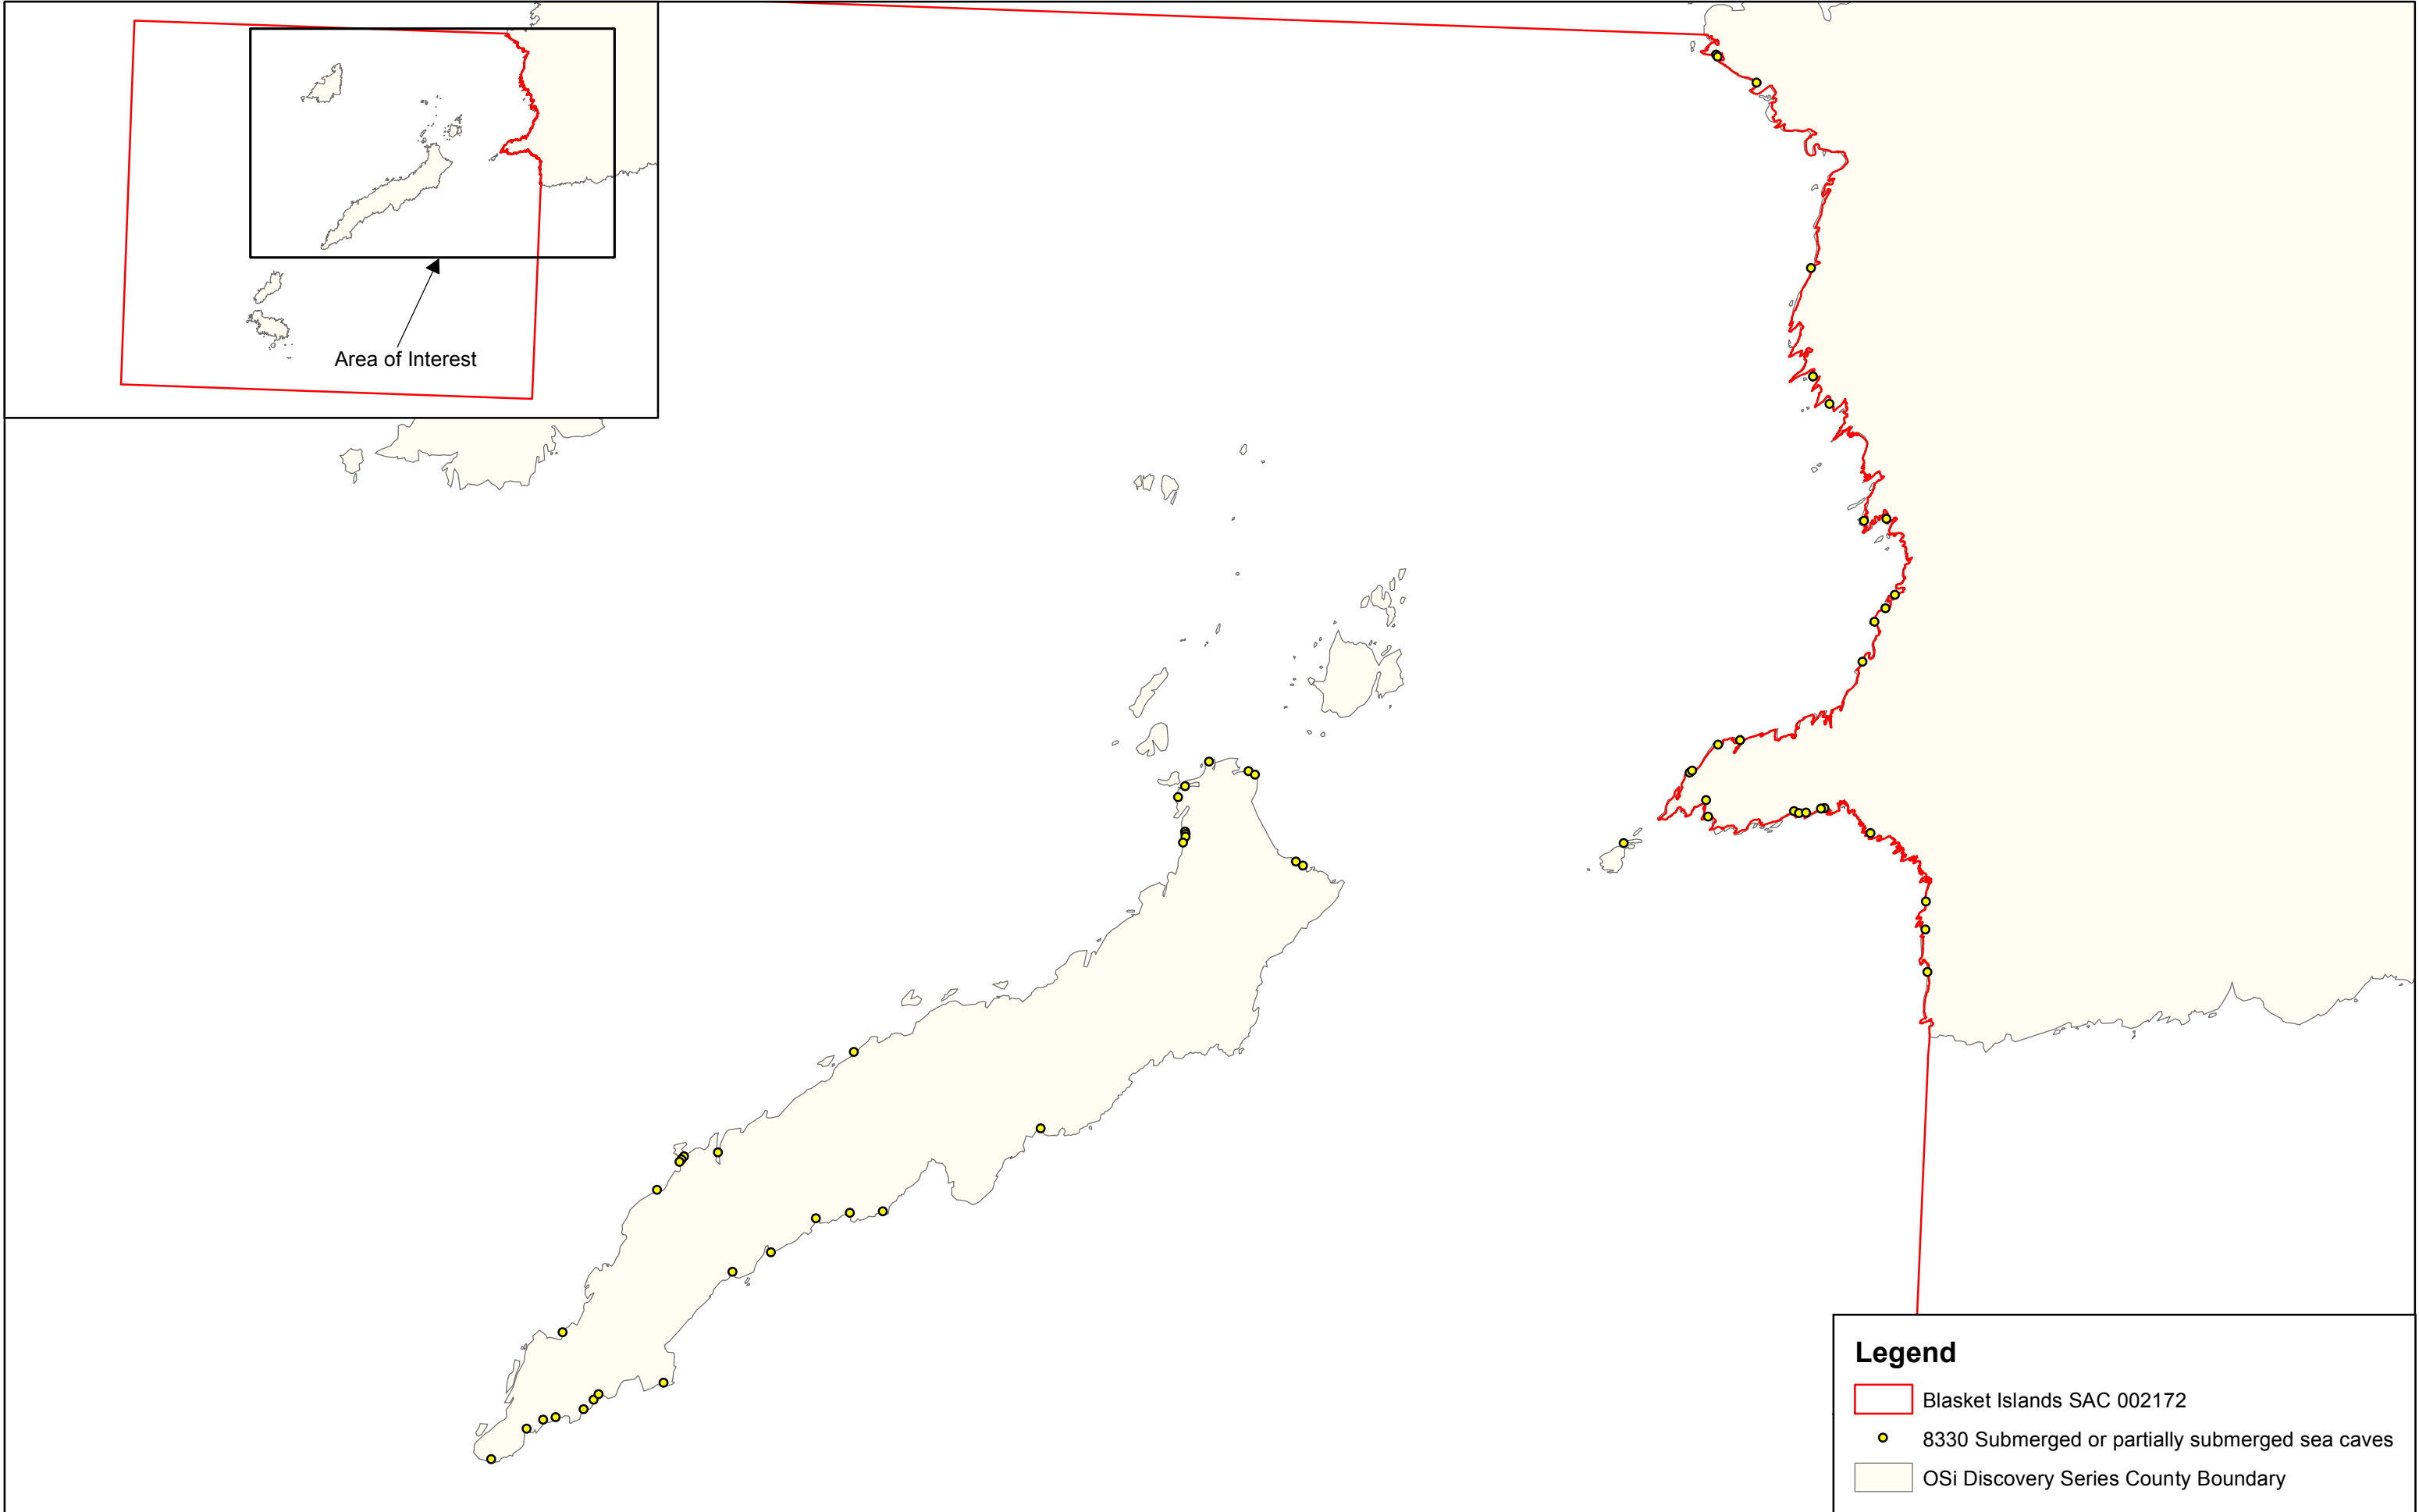 Area of Interest
Legend
Blasket Islands SAC 002172
8330 Submerged or partially submerged sea caves
OSi Discovery Series County Boundary